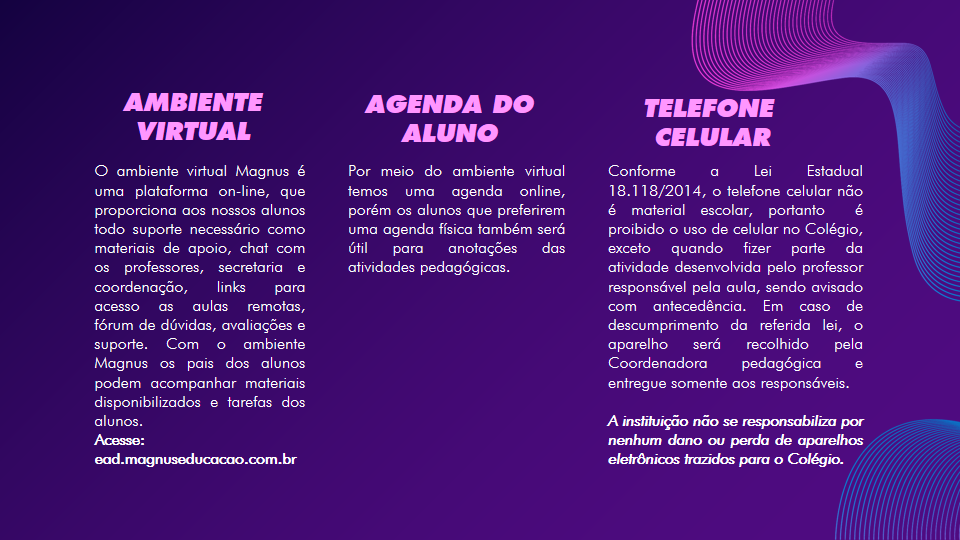 AMBIENTE
VIRTUAL
O ambiente virtual Magnus é
uma plataforma on-line, que
proporciona aos nossos alunos
todo suporte necessário como
materiais de apoio, chat com
os professores, secretaria e
coordenação, links para
acesso as aulas remotas,
fórum de dúvidas, avaliações e
suporte. Com o ambiente
Magnus os pais dos alunos
podem acompanhar materiais
disponibilizados e tarefas dos
alunos.
Acesse:
ead.magnuseducacao.com.br
AGENDA DO
ALUNO
Por meio do ambiente virtual
temos uma agenda online,
porém os alunos que preferirem
uma agenda física também será
útil para anotações das
atividades pedagógicas.
TELEFONE
CELULAR
Conforme a Lei Estadual
18.118/2014, o telefone celular não
é material escolar, portanto é
proibido o uso de celular no Colégio,
exceto quando fizer parte da
atividade desenvolvida pelo professor
responsável pela aula, sendo avisado
com antecedência. Em caso de
descumprimento da referida lei, o
aparelho será recolhido pela
Coordenadora pedagógica e
entregue somente aos responsáveis.
A instituição não se responsabiliza por
nenhum dano ou perda de aparelhos
eletrônicos trazidos para o Colégio.